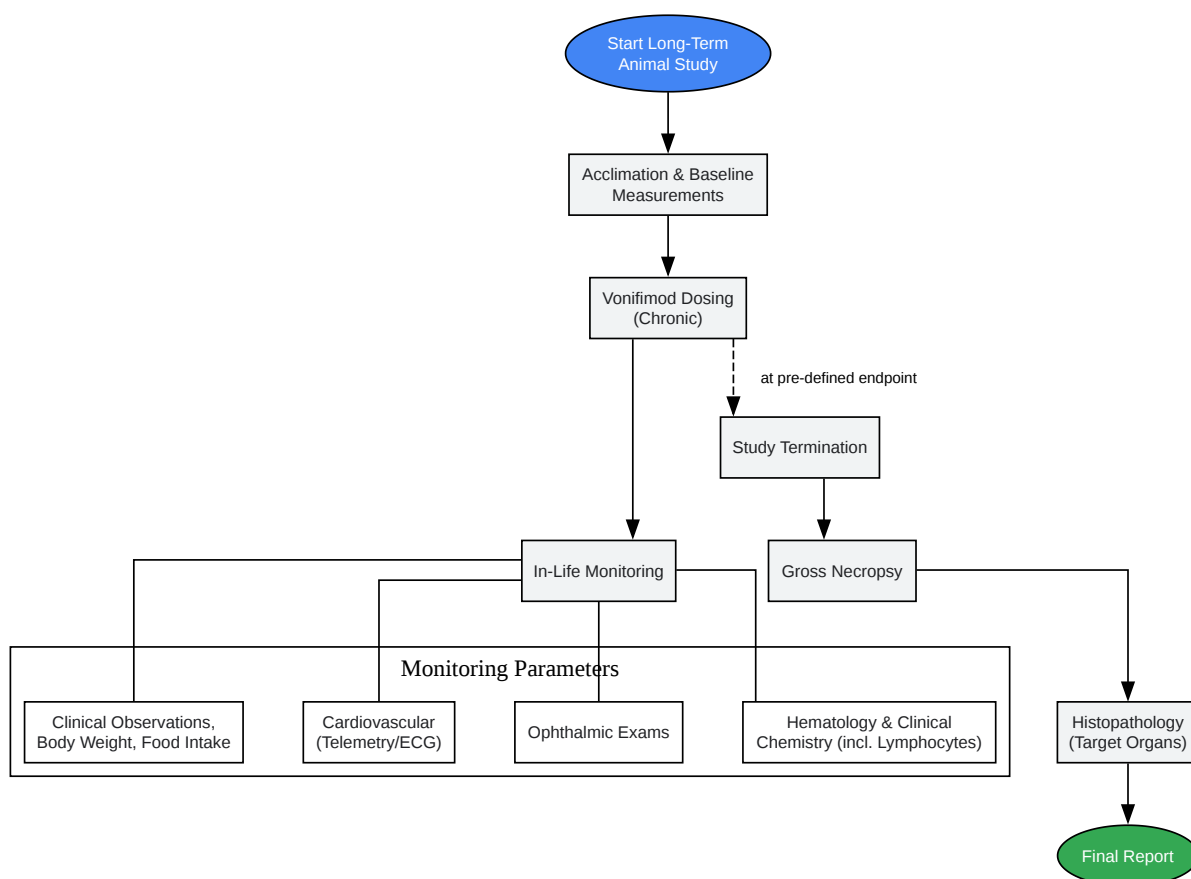 Start Long-Term
Animal Study
Acclimation & Baseline
Measurements
Vonifimod Dosing
(Chronic)
at pre-defined endpoint
Study Termination
In-Life Monitoring
Gross Necropsy
Monitoring Parameters
Clinical Observations,
Body Weight, Food Intake
Cardiovascular
(Telemetry/ECG)
Ophthalmic Exams
Hematology & Clinical
Chemistry (incl. Lymphocytes)
Histopathology
(Target Organs)
Final Report